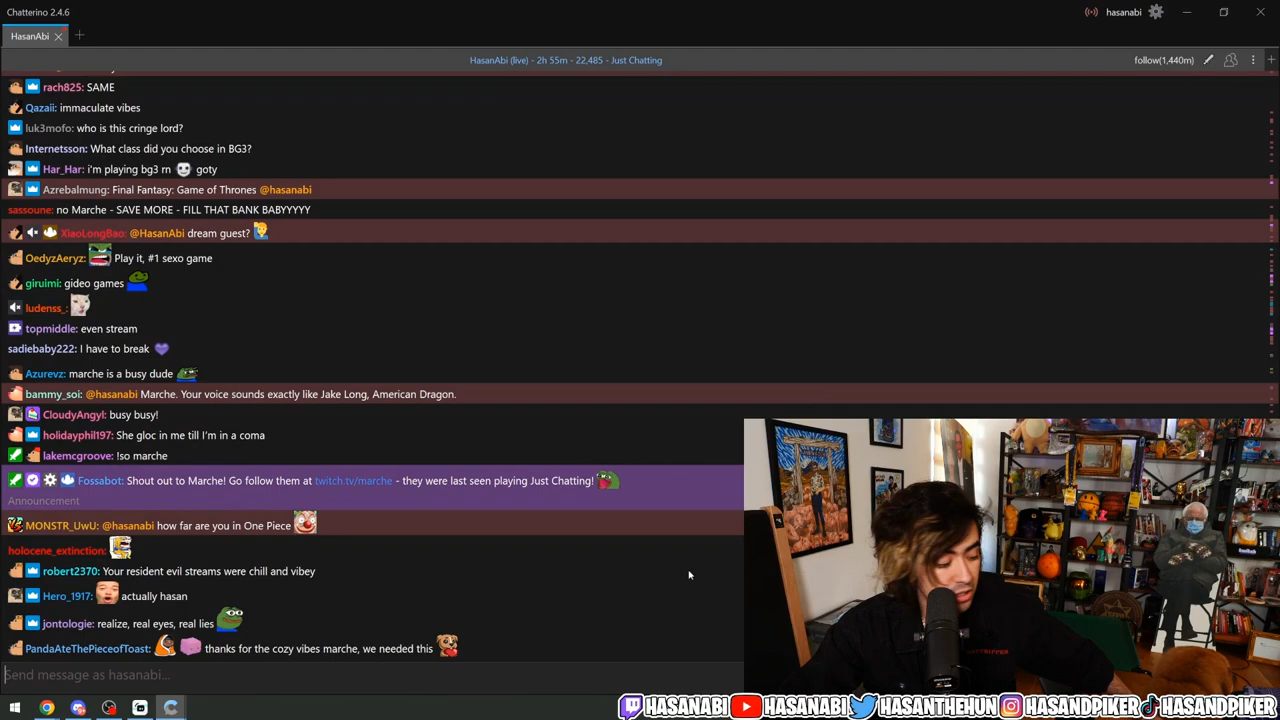 Chatterino 2.4.6
hasanabi
HasanAbi
HasanAbi (live) - 2h 55m - 22,485 - Just Chatting
follow(1,440m)
rach825: SAME
Qazaii: immaculate vibes
luk3mofo: who is this cringe lord?
Internetsson: What class did you choose in BG3?
Har_Har: i'm playing bg3 rn goty
Azrebalmung: Final Fantasy: Game of Thrones @hasanabi
sassoune: no Marche - SAVE MORE - FILL THAT BANK BABYYYY
XiaoLongBao: @HasanAbi dream guest?
OedyzAeryz: Play it, #1 sexo game
giruimi: gideo games
ludenss_:
topmiddle: even stream
sadiebaby222: I have to break
Azurevz: marche is a busy dude
bammy_soi: @hasanabi Marche. Your voice sounds exactly like Jake Long, American Dragon.
CloudyAngyl: busy busy!
holidayphil197: She gloc in me till I'm in a coma
lakemcgroove: !so marche
Fossabot: Shout out to Marche! Go follow them at twitch.tv/marche - they were last seen playing Just Chatting!
Announcement
MONSTR_UwU: @hasanabi how far are you in One Piece
holocene_extinction:
robert2370: Your resident evil streams were chill and vibey
Hero_1917: actually hasan
jontologie: realize, real eyes, real lies
PandaAteThePieceofToast: thanks for the cozy vibes marche, we needed this
Send message as hasanabi...
HASANABI HASANABI HASANTHEHUN HASANDPIKER HASANDPIKER